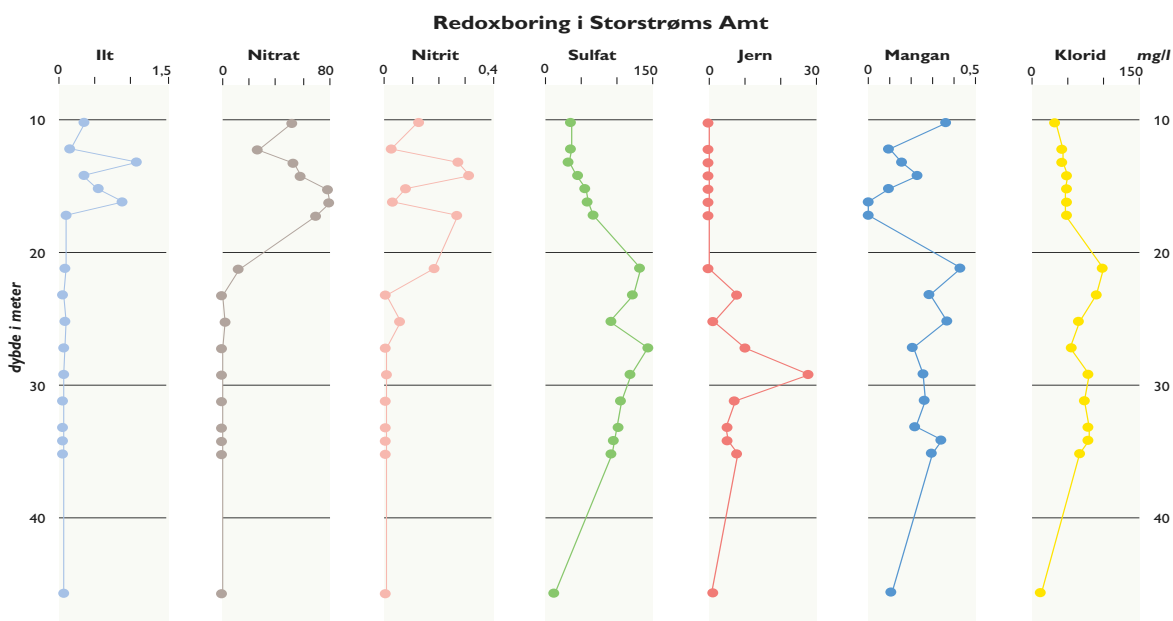 Redoxboring i Storstrøms Amt
Ilt Nitrat Nitrit Sulfat Jern Mangan Klorid mg/l
0 1,5 0 80 0 0,4 0 150 0 30 0 0,5 0 150
10 10
20 20
30 30
40 40
dybde i meter